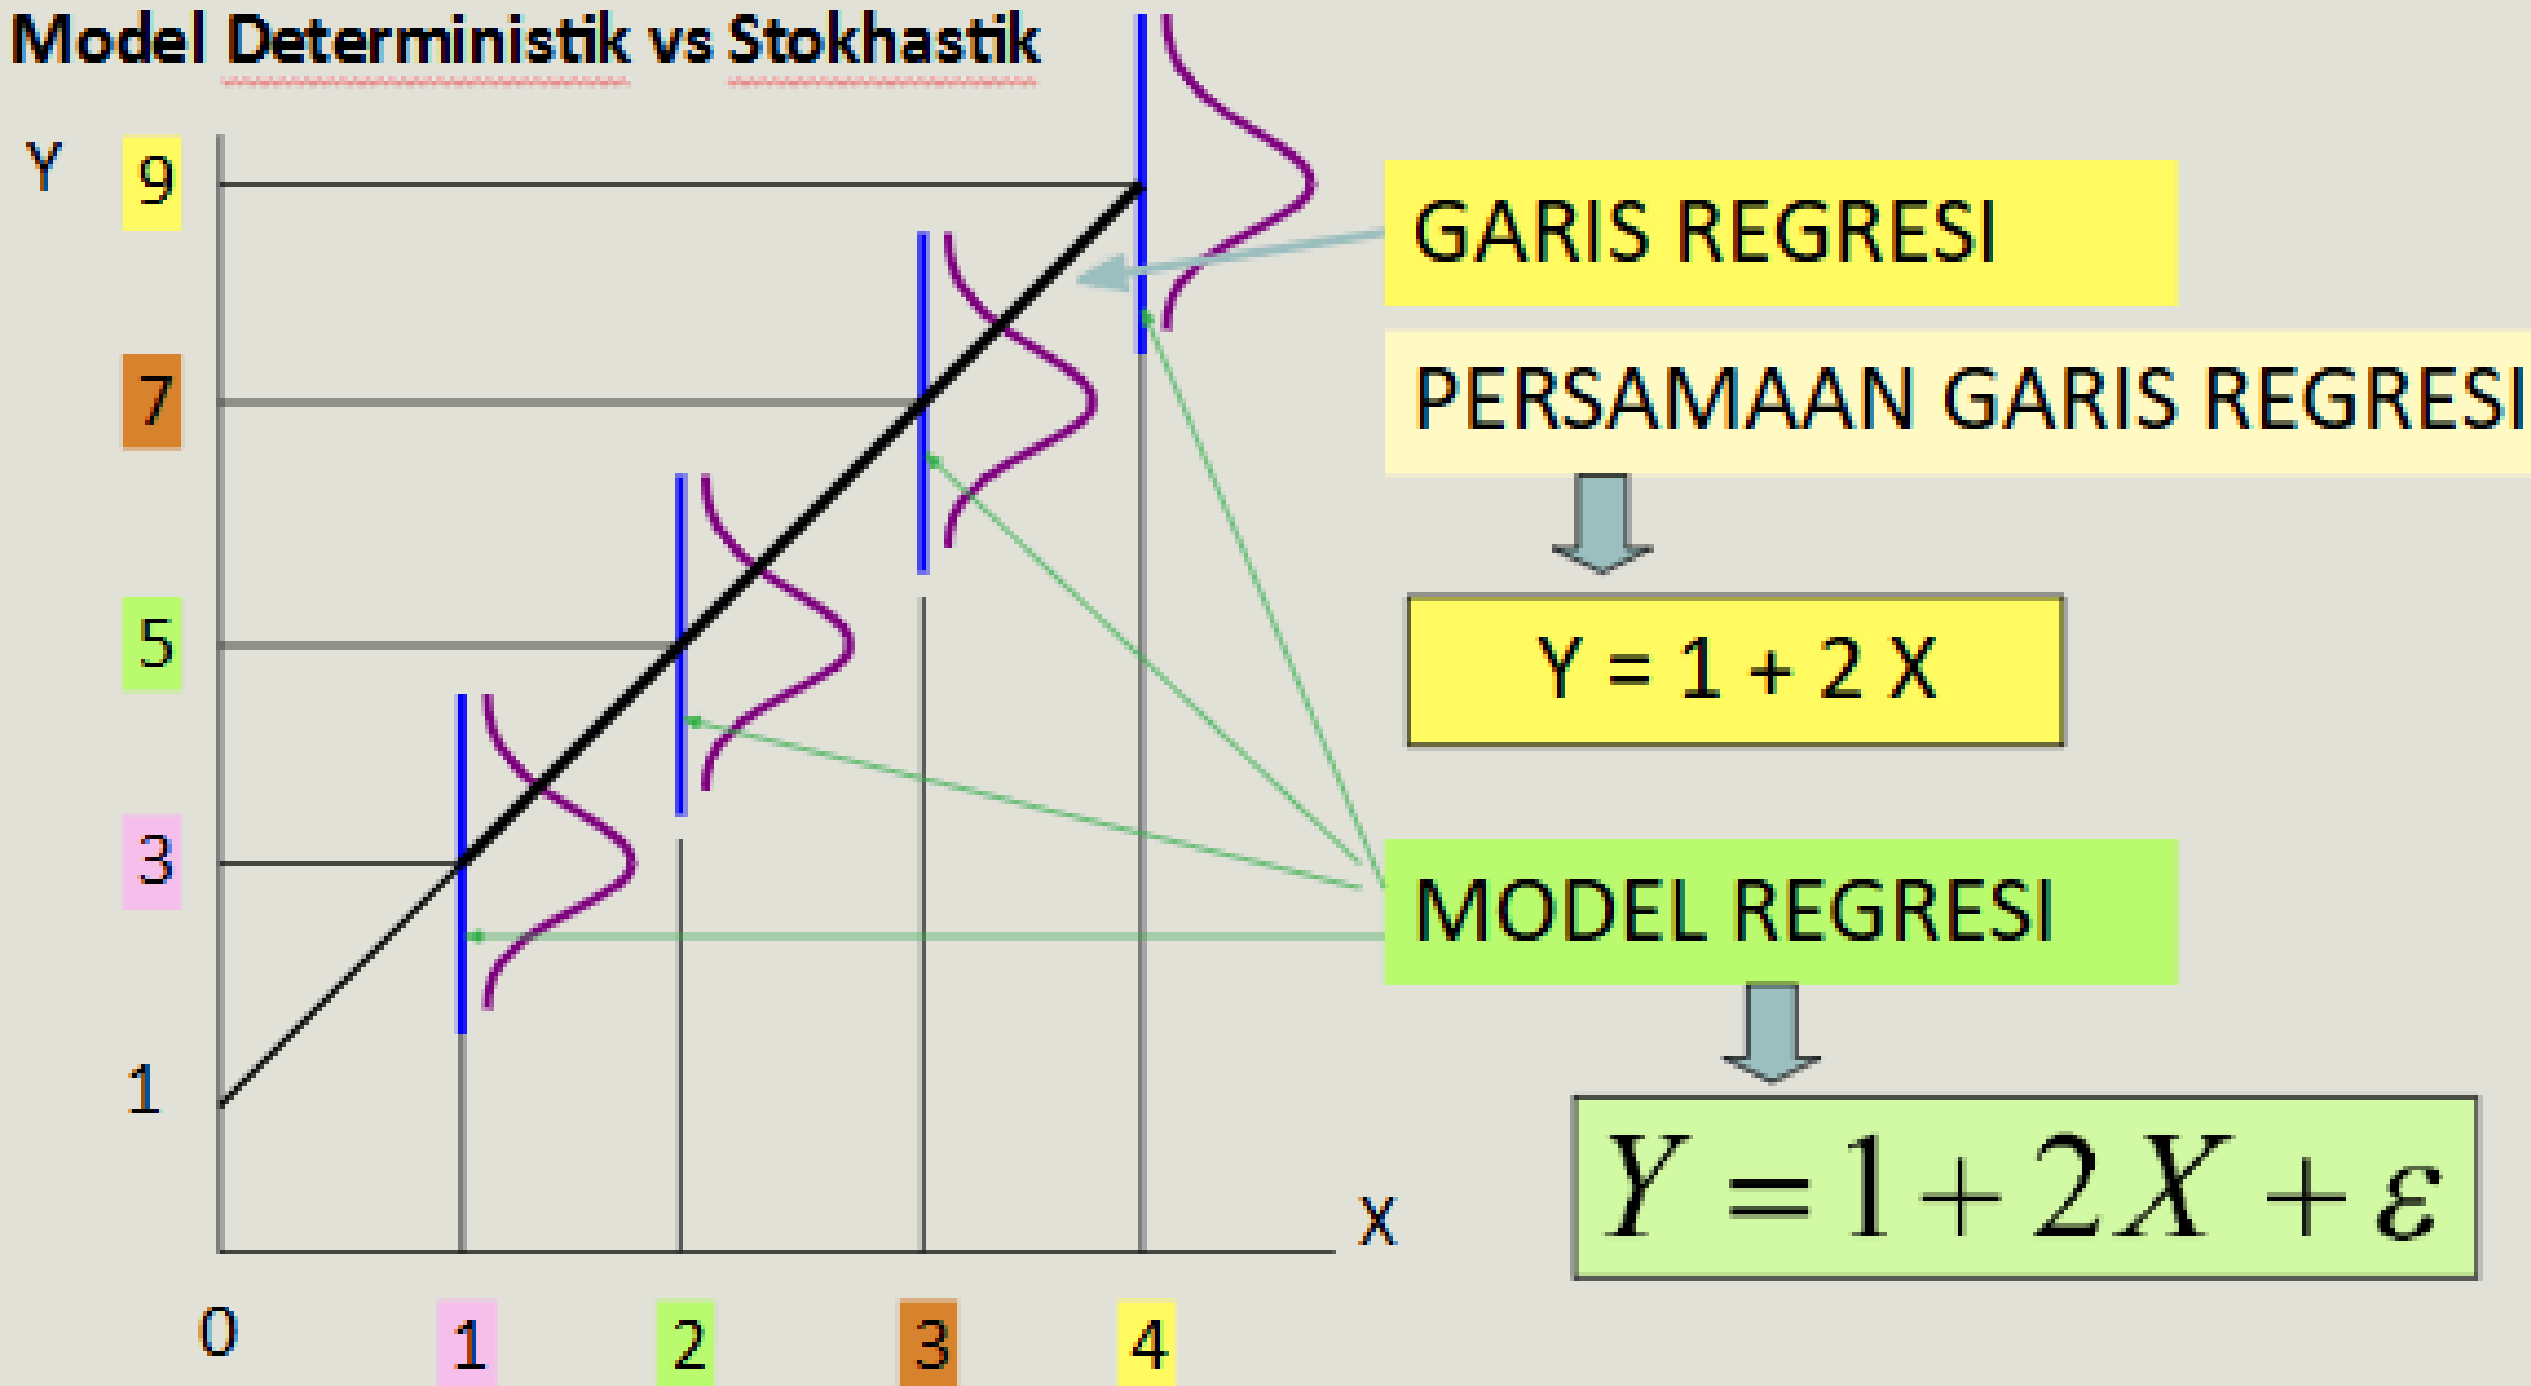 Model Deterministik vs Stokhastik
Y
9
7
5
3
1
0
1
2
3
4
X
GARIS REGRESI
PERSAMAAN GARIS REGRESI
Y = 1 + 2 X
MODEL REGRESI
Y = 1 + 2X + ε